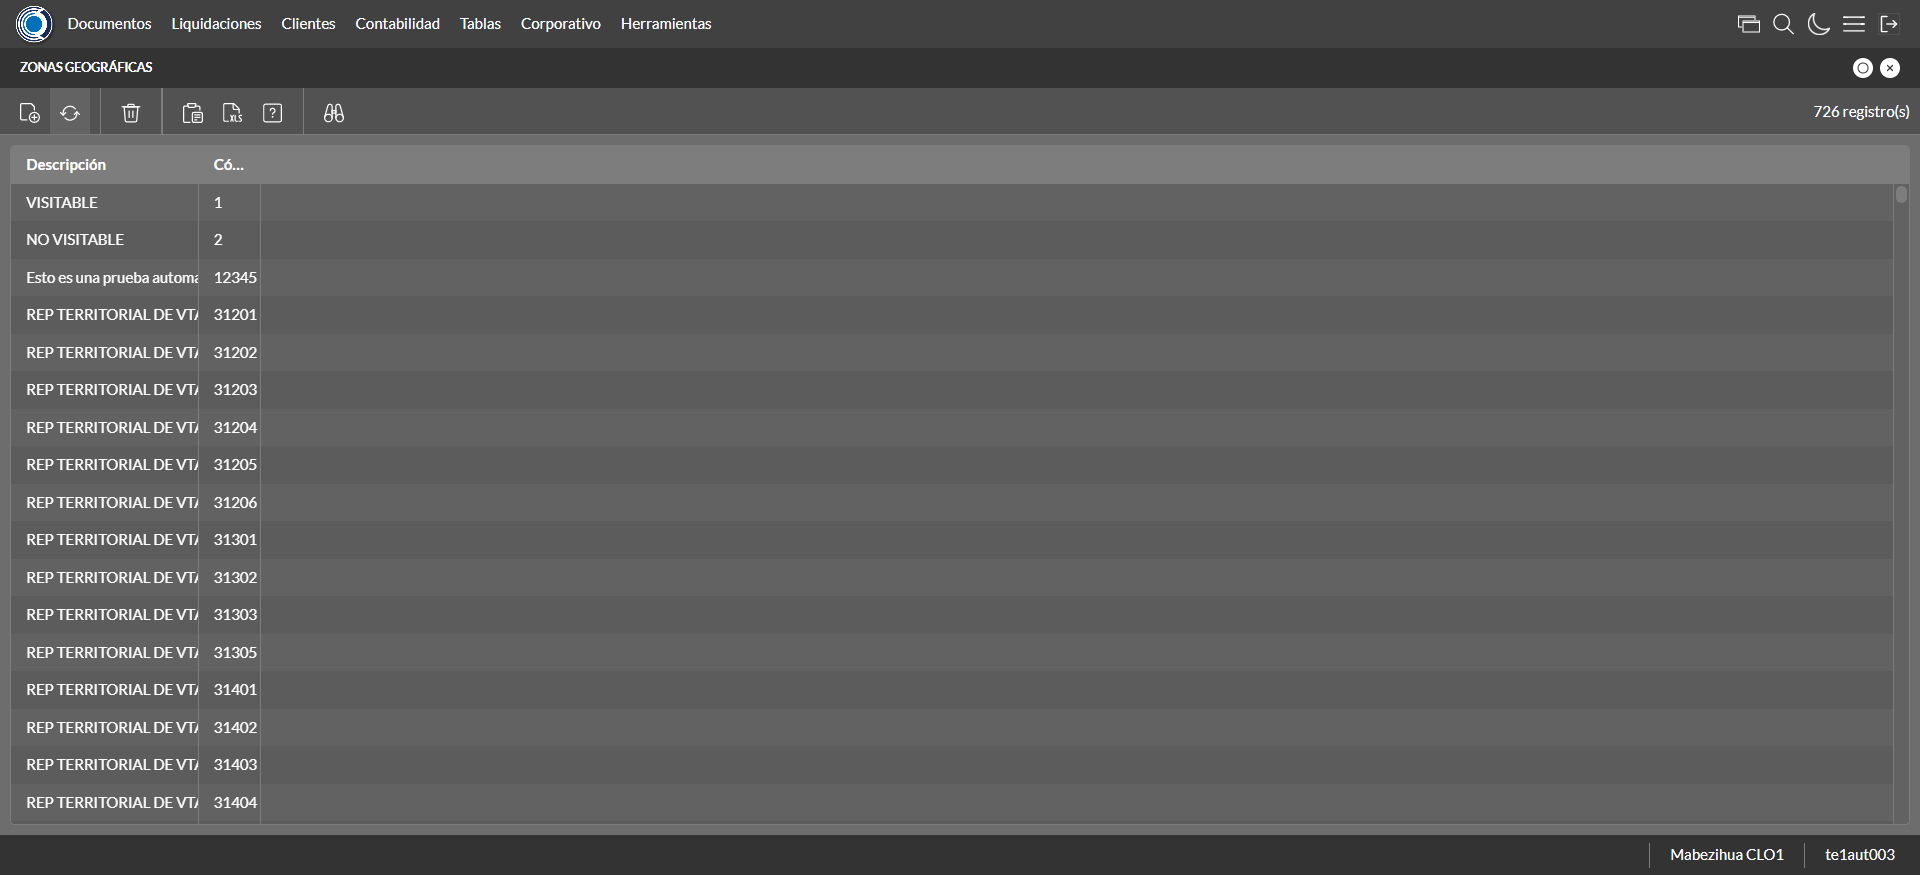 Documentos Liquidaciones Clientes Contabilidad Tablas Corporativo Herramientas
ZONAS GEOGRÁFICAS
XLS ? 726 registro(s)
Descripción Có...
VISITABLE 1
NO VISITABLE 2
Esto es una prueba automa 12345
REP TERRITORIAL DE VTA 31201
REP TERRITORIAL DE VTA 31202
REP TERRITORIAL DE VTA 31203
REP TERRITORIAL DE VTA 31204
REP TERRITORIAL DE VTA 31205
REP TERRITORIAL DE VTA 31206
REP TERRITORIAL DE VTA 31301
REP TERRITORIAL DE VTA 31302
REP TERRITORIAL DE VTA 31303
REP TERRITORIAL DE VTA 31305
REP TERRITORIAL DE VTA 31401
REP TERRITORIAL DE VTA 31402
REP TERRITORIAL DE VTA 31403
REP TERRITORIAL DE VTA 31404
Mabezihua CLO1 te1aut003